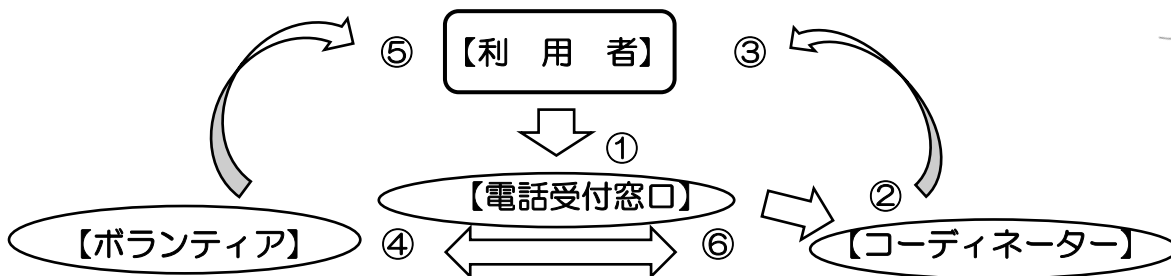 ⑤ 【利　用　者】 ③
①
【電話受付窓口】 ②
【ボランティア】 ④ ⑥ 【コーディネーター】